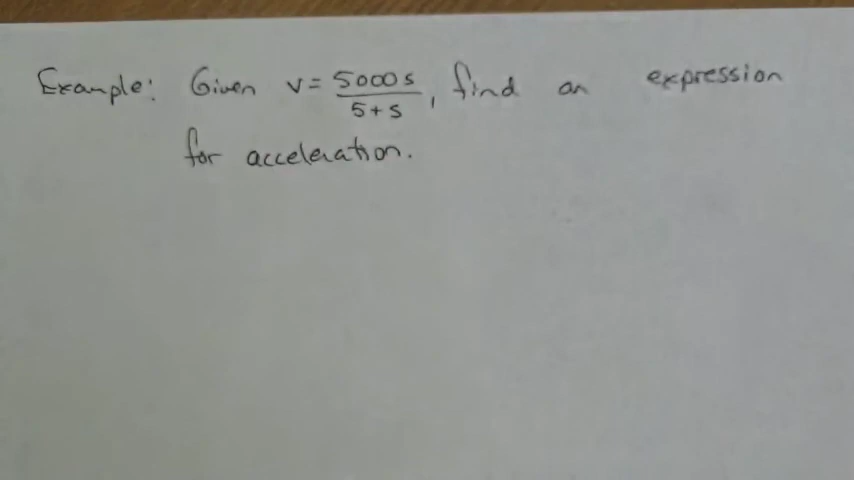 Example: Given v = 5000s / 5+s, find an expression
for acceleration.